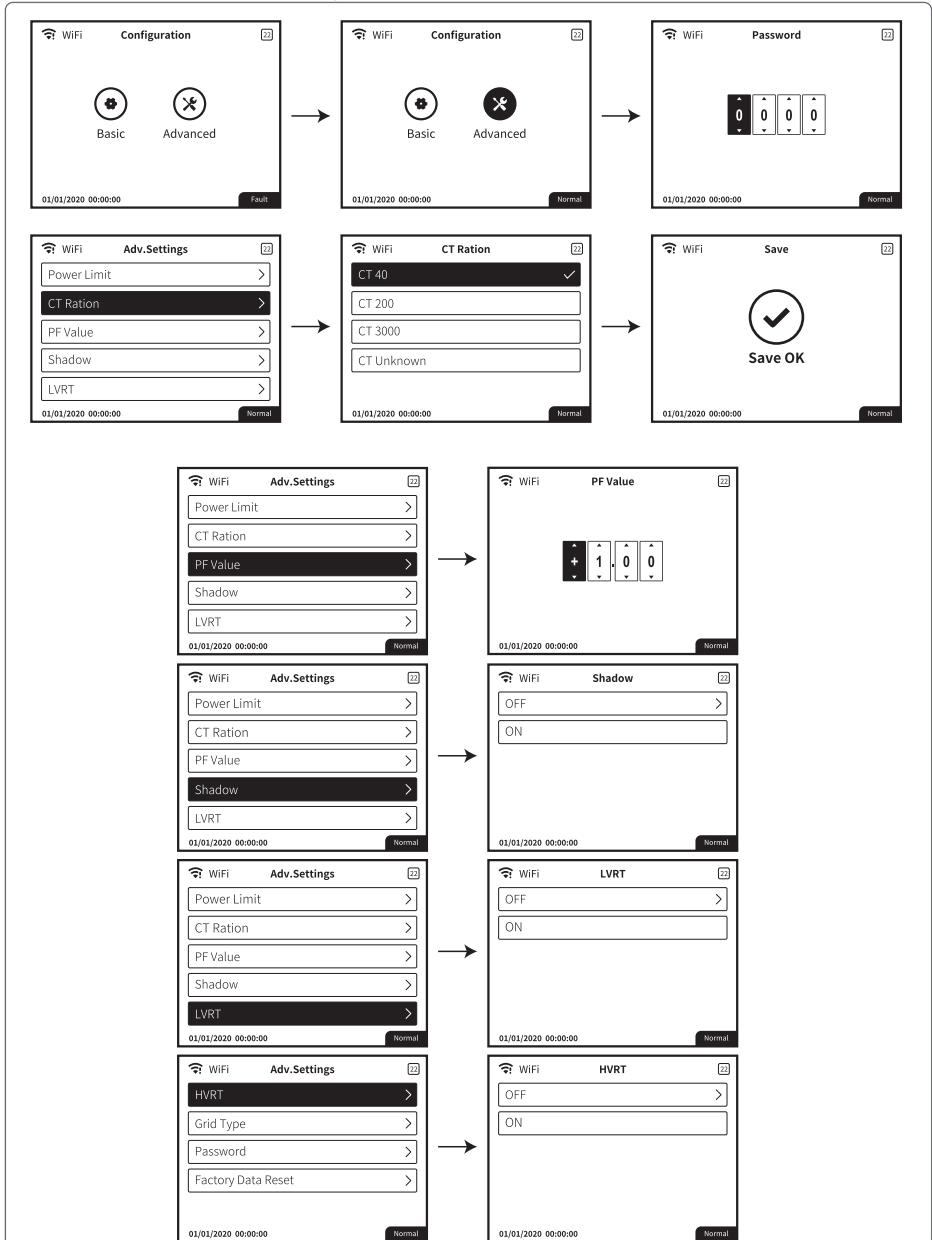 WiFi Configuration 22
Basic Advanced
01/01/2020 00:00:00 Fault
WiFi Configuration 22
Basic Advanced
01/01/2020 00:00:00 Normal
WiFi Password 22
0 0 0 0
01/01/2020 00:00:00 Normal
WiFi Adv.Settings 22
Power Limit
CT Ration
PF Value
Shadow
LVRT
01/01/2020 00:00:00 Normal
WiFi CT Ration 22
CT 40
CT 200
CT 3000
CT Unknown
01/01/2020 00:00:00 Normal
WiFi Save 22
Save OK
01/01/2020 00:00:00 Normal
WiFi Adv.Settings 22
Power Limit
CT Ration
PF Value
Shadow
LVRT
01/01/2020 00:00:00 Normal
WiFi PF Value 22
+ 1 . 0 0
01/01/2020 00:00:00 Normal
WiFi Adv.Settings 22
Power Limit
CT Ration
PF Value
Shadow
LVRT
01/01/2020 00:00:00 Normal
WiFi Shadow 22
OFF
ON
01/01/2020 00:00:00 Normal
WiFi Adv.Settings 22
Power Limit
CT Ration
PF Value
Shadow
LVRT
01/01/2020 00:00:00 Normal
WiFi LVRT 22
OFF
ON
01/01/2020 00:00:00 Normal
WiFi Adv.Settings 22
HVRT
Grid Type
Password
Factory Data Reset
01/01/2020 00:00:00 Normal
WiFi HVRT 22
OFF
ON
01/01/2020 00:00:00 Normal